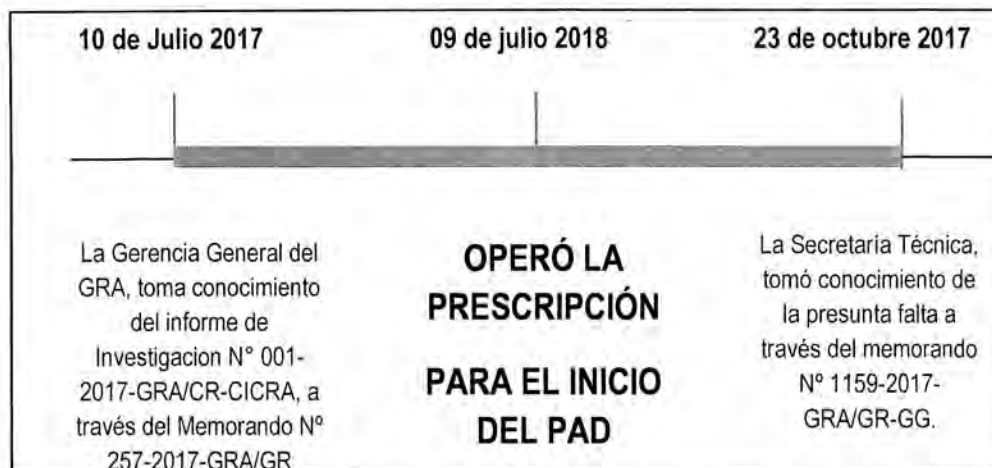 10 de Julio 2017
09 de julio 2018
23 de octubre 2017
La Gerencia General del
GRA, toma conocimiento
del informe de
Investigacion N° 001-
2017-GRA/CR-CICRA, a
través del Memorando Nº
257-2017-GRA/GR
OPERÓ LA
PRESCRIPCIÓN
PARA EL INICIO
DEL PAD
La Secretaría Técnica,
tomó conocimiento de
la presunta falta a
través del memorando
Nº 1159-2017-
GRA/GR-GG.